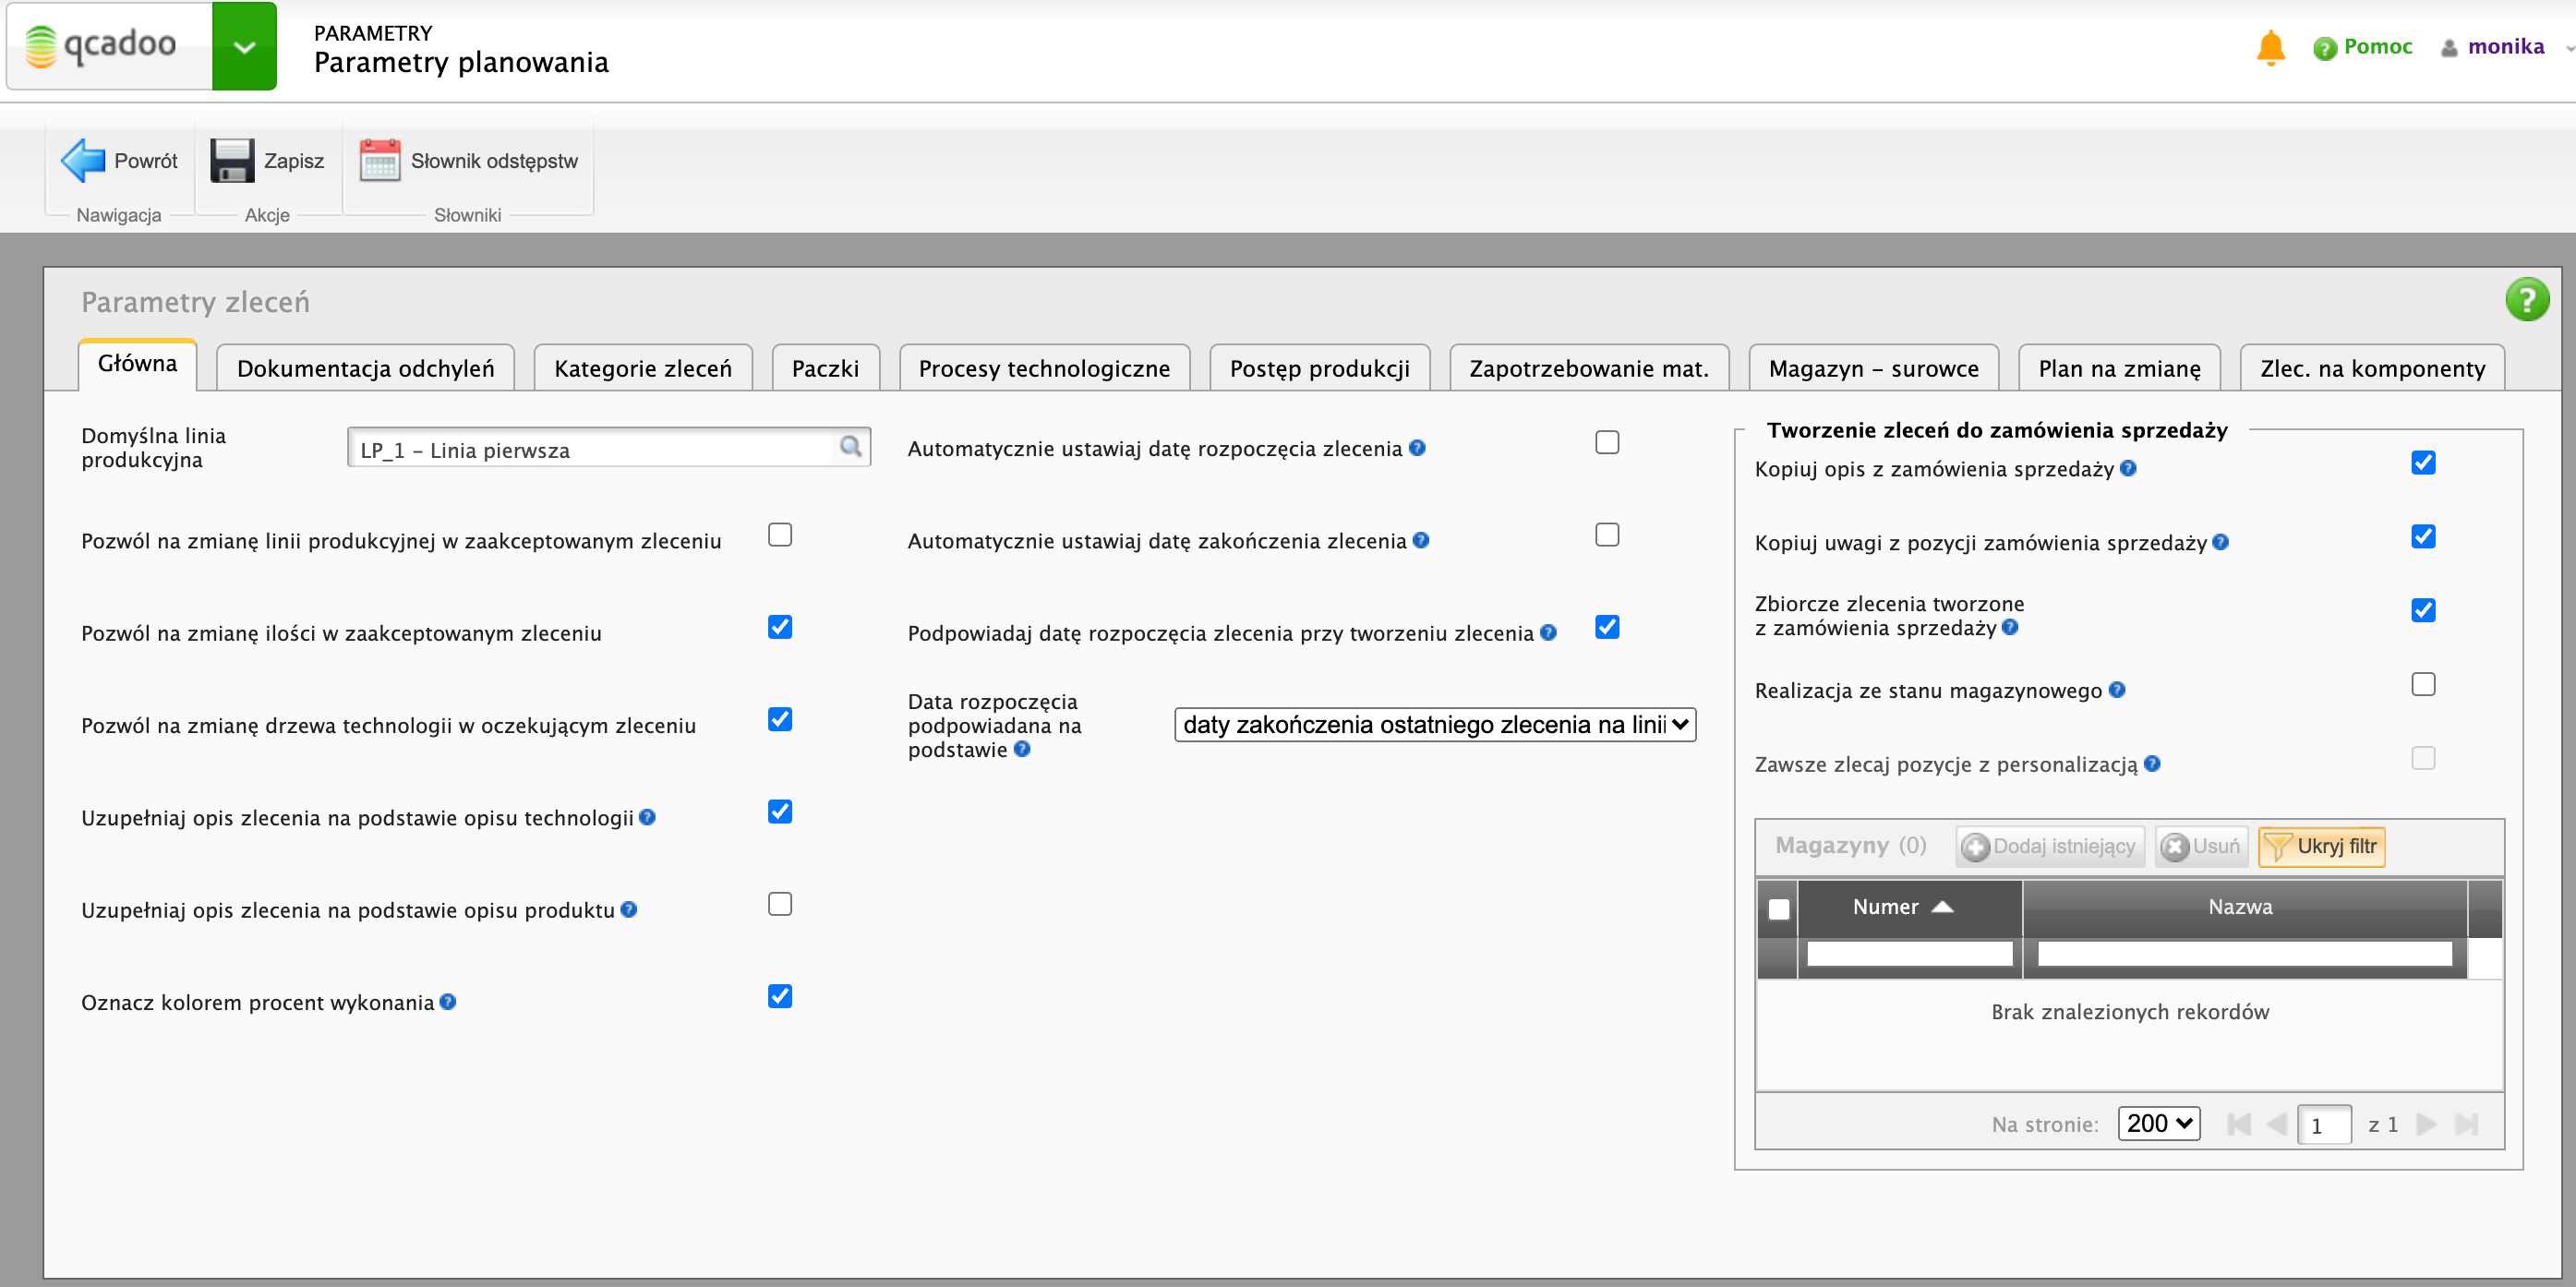 qcadoo
PARAMETRY
Parametry planowania
Pomoc
monika
Powrót
Zapisz
Słownik odstępstw
Nawigacja
Akcje
Słowniki
Parametry zleceń
?
Główna
Dokumentacja odchyleń
Kategorie zleceń
Paczki
Procesy technologiczne
Postęp produkcji
Zapotrzebowanie mat.
Magazyn - surowce
Plan na zmianę
Zlec. na komponenty
Domyślna linia
produkcyjna
LP_1 - Linia pierwsza
Pozwól na zmianę linii produkcyjnej w zaakceptowanym zleceniu
Pozwól na zmianę ilości w zaakceptowanym zleceniu
Pozwól na zmianę drzewa technologii w oczekującym zleceniu
Uzupełniaj opis zlecenia na podstawie opisu technologii ?
Uzupełniaj opis zlecenia na podstawie opisu produktu ?
Oznacz kolorem procent wykonania ?
Automatycznie ustawiaj datę rozpoczęcia zlecenia ?
Automatycznie ustawiaj datę zakończenia zlecenia ?
Podpowiadaj datę rozpoczęcia zlecenia przy tworzeniu zlecenia ?
Data rozpoczęcia
podpowiadana na
podstawie ?
daty zakończenia ostatniego zlecenia na linii
Tworzenie zleceń do zamówienia sprzedaży
Kopiuj opis z zamówienia sprzedaży ?
Kopiuj uwagi z pozycji zamówienia sprzedaży ?
Zbiorcze zlecenia tworzone
z zamówienia sprzedaży ?
Realizacja ze stanu magazynowego ?
Zawsze zlecaj pozycje z personalizacją ?
Magazyny (0)
Dodaj istniejący
Usuń
Ukryj filtr
Numer
Nazwa
Brak znalezionych rekordów
Na stronie:
200
1
z 1